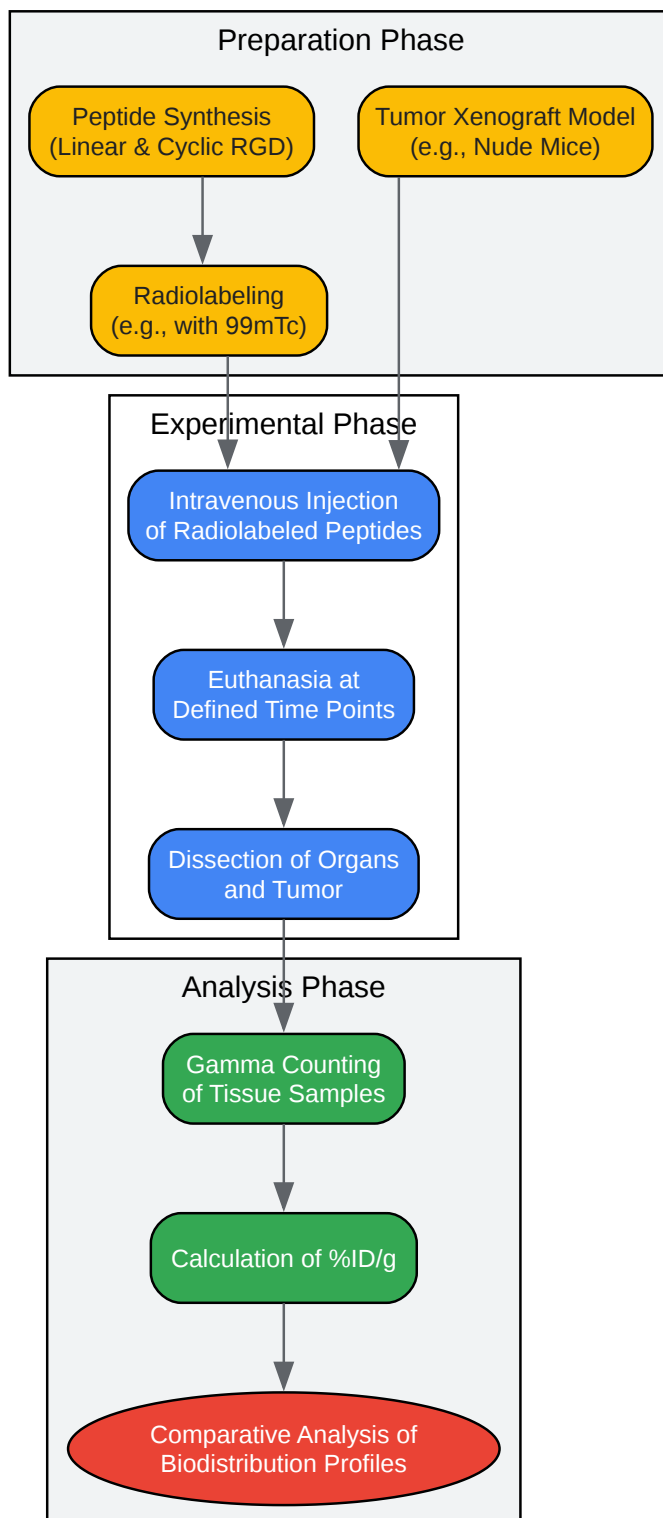 Preparation Phase
Peptide Synthesis
(Linear & Cyclic RGD)
Tumor Xenograft Model
(e.g., Nude Mice)
Radiolabeling
(e.g., with 99mTc)
Experimental Phase
Intravenous Injection
of Radiolabeled Peptides
Euthanasia at
Defined Time Points
Dissection of Organs
and Tumor
Analysis Phase
Gamma Counting
of Tissue Samples
Calculation of %ID/g
Comparative Analysis of
Biodistribution Profiles